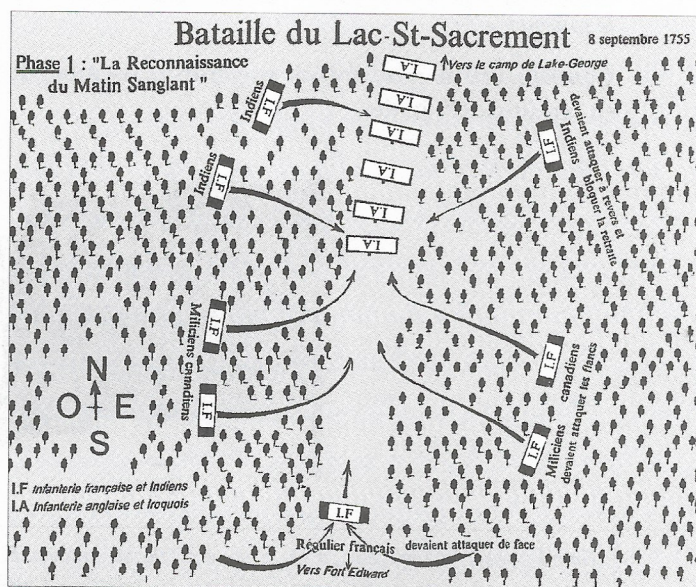 Bataille du Lac-St-Sacrement
8 septembre 1755
Phase 1 : "La Reconnaissance
du Matin Sanglant "
Vers le camp de Lake-George
I.A
I.A
I.A
I.A
I.A
I.A
Indiens
I.F
Indiens
I.F
I.F
Indiens
devaient attaquer à revers et
bloquer la retraite
Miliciens canadiens
I.F
I.F
I.F
I.F
Miliciens canadiens
devaient attaquer les flancs
N
O E
S
I.F Infanterie française et Indiens
I.A Infanterie anglaise et Iroquois
I.F
Régulier français devaient attaquer de face
Vers Fort Edward